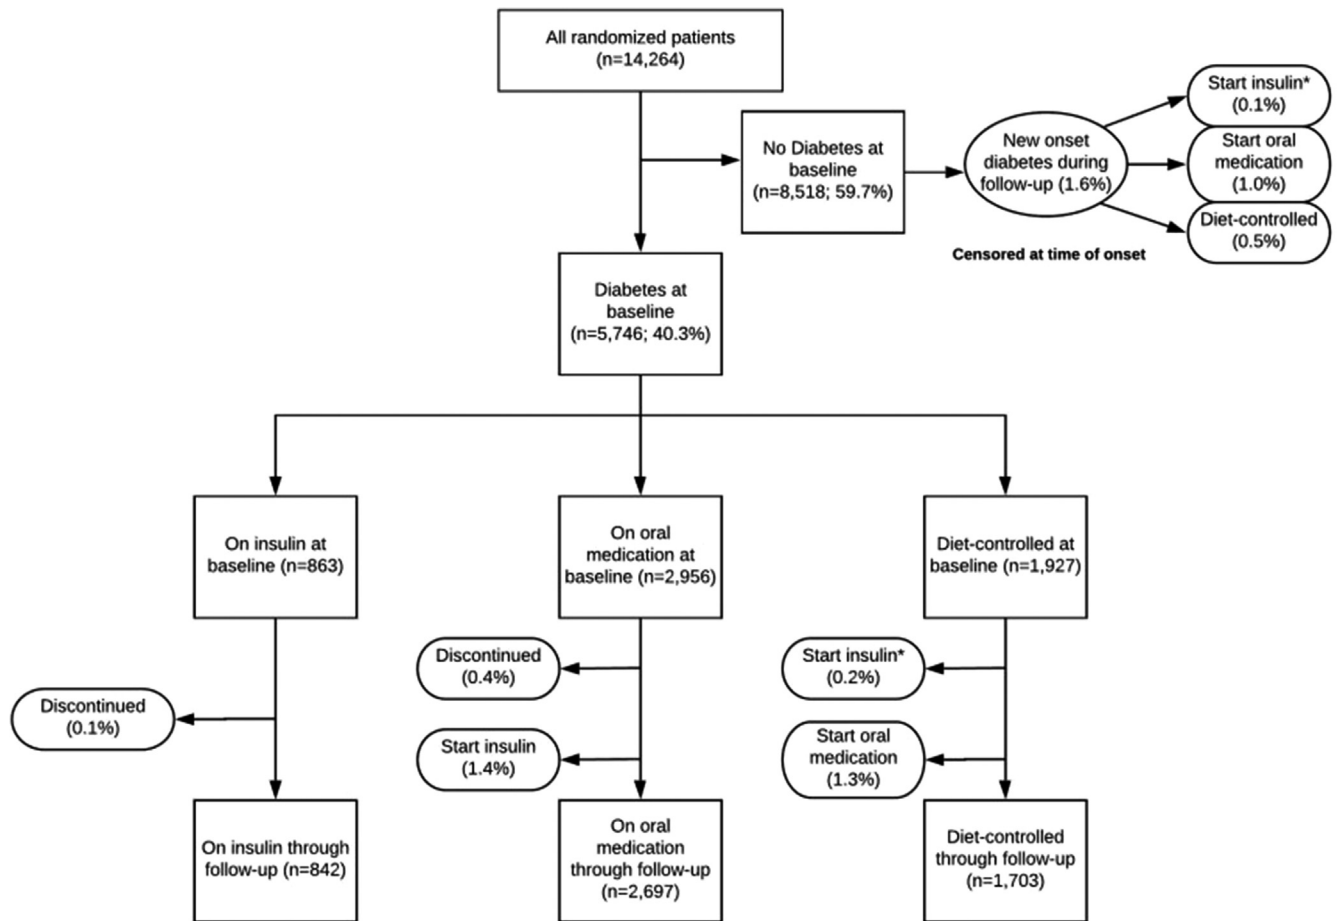 All randomized patients
(n=14,264)
No Diabetes at
baseline
(n=8,518; 59.7%)
New onset
diabetes during
follow-up (1.6%)
Start insulin*
(0.1%)
Start oral
medication
(1.0%)
Diet-controlled
(0.5%)
Censored at time of onset
Diabetes at
baseline
(n=5,746; 40.3%)
On insulin at
baseline (n=863)
On oral
medication at
baseline (n=2,956)
Diet-controlled at
baseline (n=1,927)
Discontinued
(0.1%)
Discontinued
(0.4%)
Start insulin
(1.4%)
Start insulin*
(0.2%)
Start oral
medication
(1.3%)
On insulin through
follow-up (n=842)
On oral
medication
through follow-up
(n=2,697)
Diet-controlled
through follow-up
(n=1,703)